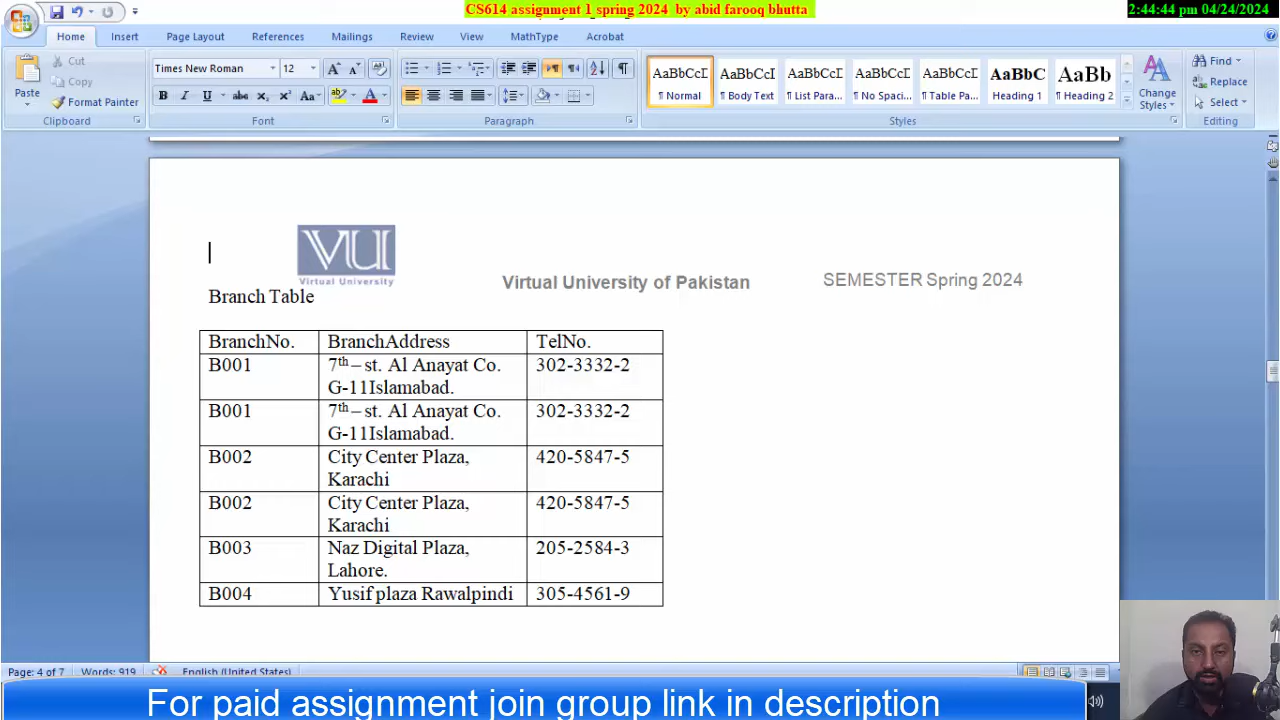 CS614 assignment 1 spring 2024 by abid farooq bhutta
2:44:44 pm 04/24/2024
Home Insert Page Layout References Mailings Review View MathType Acrobat
Paste
Cut
Copy
Format Painter
Clipboard
Times New Roman 12
B I U abc x₂ x² Aa
Font
Paragraph
AaBbCcI AaBbCcI AaBbCcI AaBbCcI AaBbCcI AaBbC AaBb
¶ Normal ¶ Body Text ¶ List Para... ¶ No Spaci... ¶ Table Pa... ¶ Heading 1 ¶ Heading 2
Change Styles
Styles
Find
Replace
Select
Editing
VU
Virtual University
Virtual University of Pakistan
SEMESTER Spring 2024
Branch Table
BranchNo. BranchAddress TelNo.
B001 7th – st. Al Anayat Co. 302-3332-2
G-11Islamabad.
B001 7th – st. Al Anayat Co. 302-3332-2
G-11Islamabad.
B002 City Center Plaza, 420-5847-5
Karachi
B002 City Center Plaza, 420-5847-5
Karachi
B003 Naz Digital Plaza, 205-2584-3
Lahore.
B004 Yusif plaza Rawalpindi 305-4561-9
Page: 4 of 7 Words: 919 English (United States)
For paid assignment join group link in description